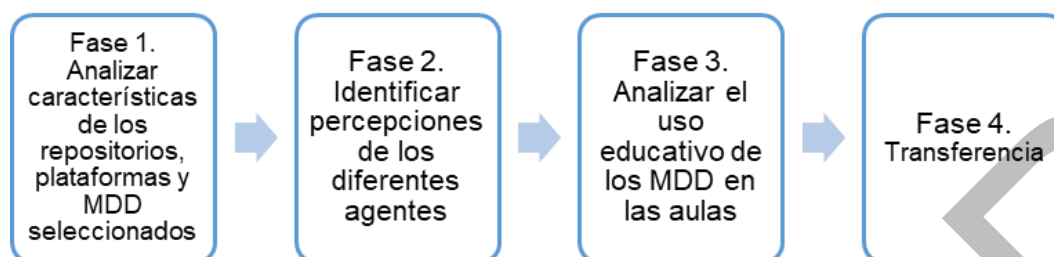 Fase 1.
Analizar
características
de los
repositorios,
plataformas y
MDD
seleccionados
Fase 2.
Identificar
percepciones
de los
diferentes
agentes
Fase 3.
Analizar el
uso
educativo de
los MDD en
las aulas
Fase 4.
Transferencia